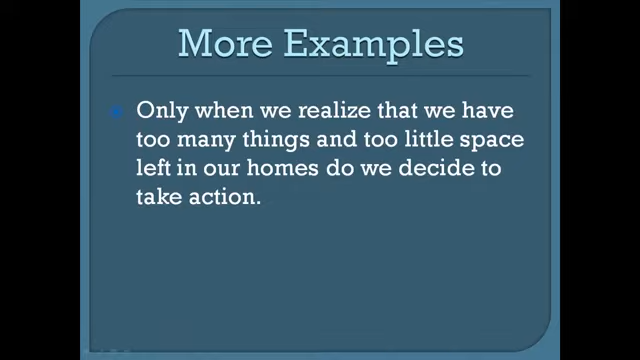 More Examples
Only when we realize that we have
too many things and too little space
left in our homes do we decide to
take action.